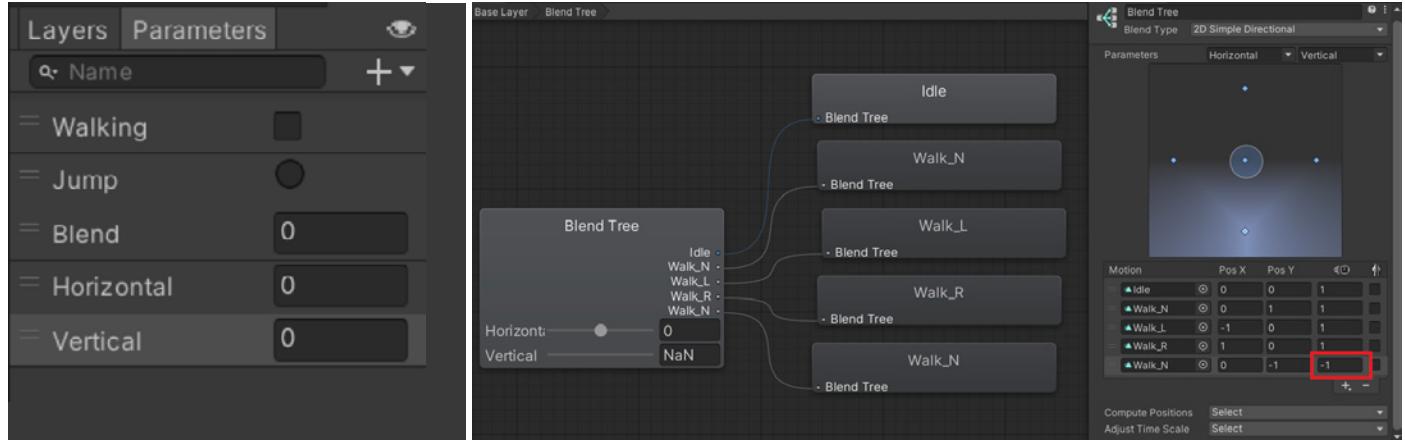 Layers Parameters
Name
Walking
Jump
Blend 0
Horizontal 0
Vertical 0
Base Layer Blend Tree
Blend Tree
Idle
Walk_N
Walk_L
Walk_R
Walk_N
Horizont 0
Vertical NaN
Idle
Blend Tree
Walk_N
Blend Tree
Walk_L
Blend Tree
Walk_R
Blend Tree
Walk_N
Blend Tree
Blend Tree
Blend Type 2D Simple Directional
Parameters Horizontal Vertical
Motion Pos X Pos Y
Idle 0 0 1
Walk_N 0 1 1
Walk_L -1 0 1
Walk_R 1 0 1
Walk_N 0 -1 -1
Compute Positions Select
Adjust Time Scale Select